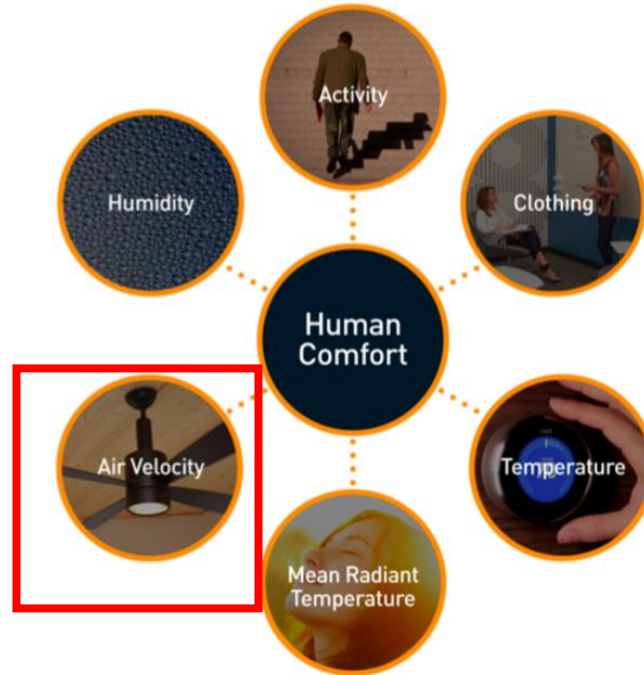 Activity
Humidity
Clothing
Human
Comfort
Air Velocity
Temperature
Mean Radiant
Temperature